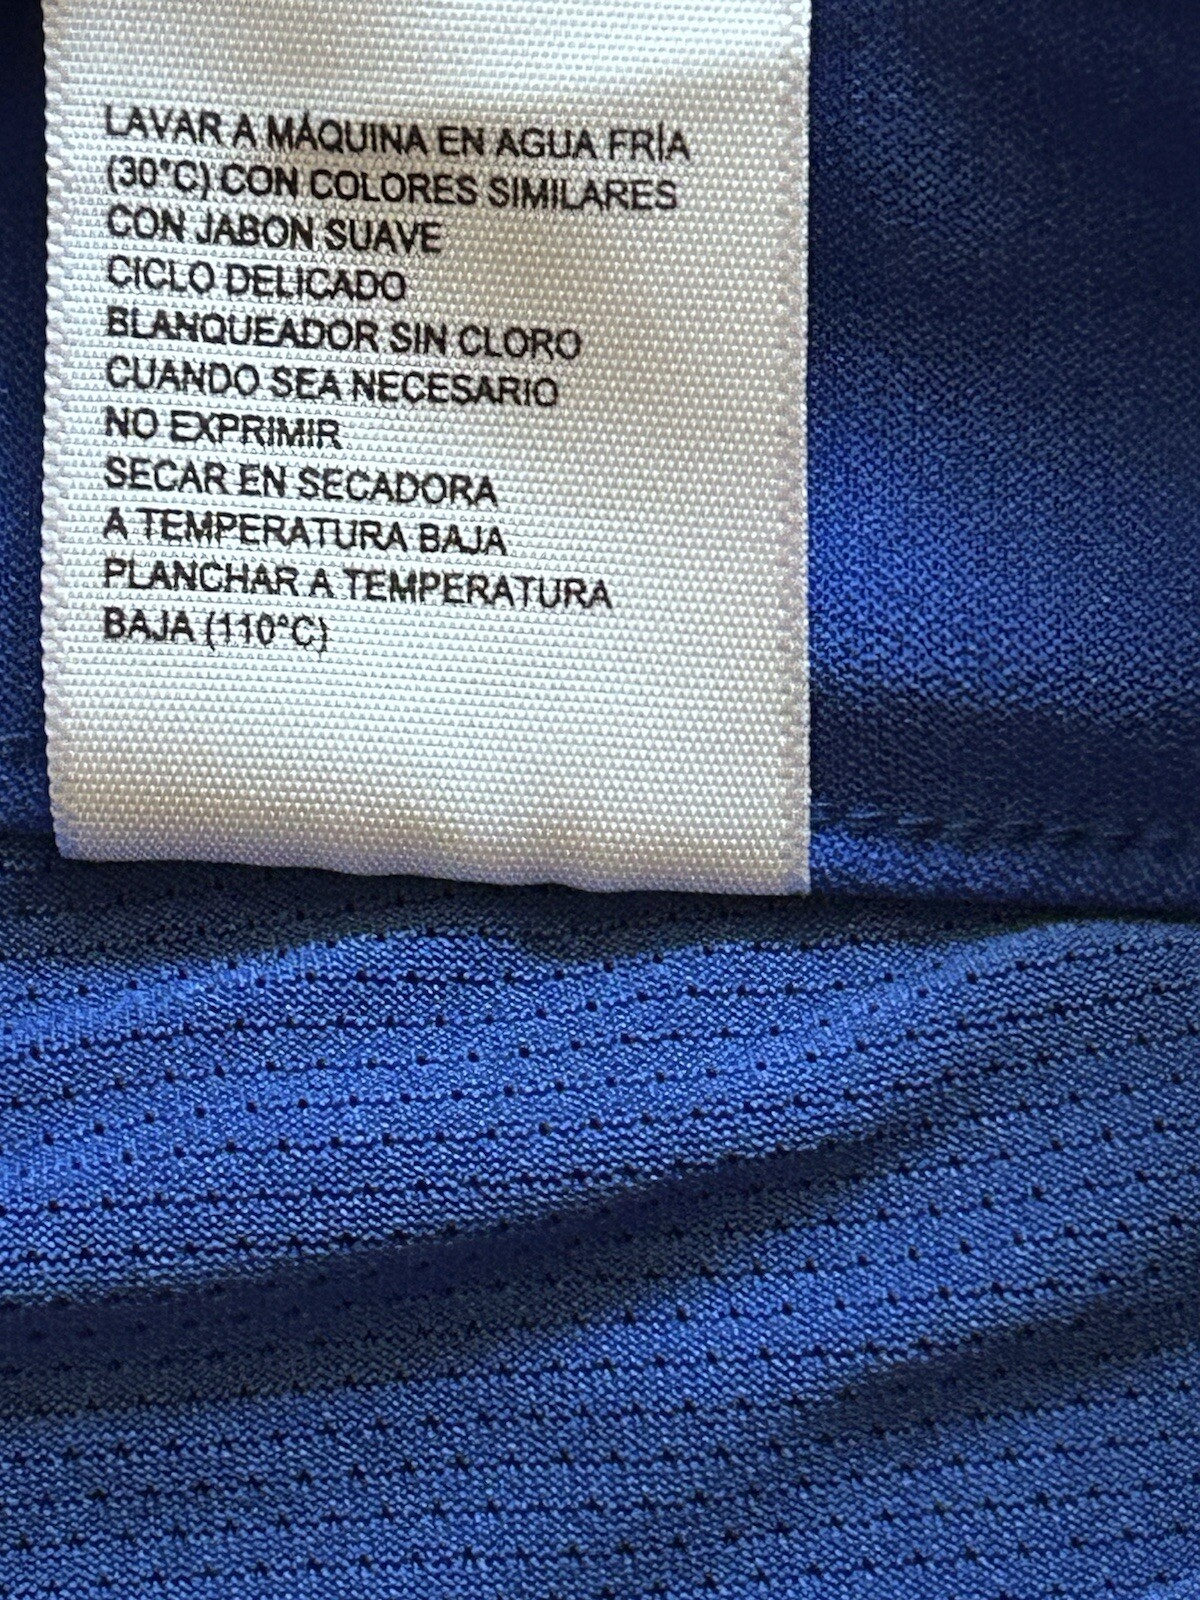 LAVAR A MÁQUINA EN AGUA FRÍA
(30°C) CON COLORES SIMILARES
CON JABON SUAVE
CICLO DELICADO
BLANQUEADOR SIN CLORO
CUANDO SEA NECESARIO
NO EXPRIMIR
SECAR EN SECADORA
A TEMPERATURA BAJA
PLANCHAR A TEMPERATURA
BAJA (110°C)